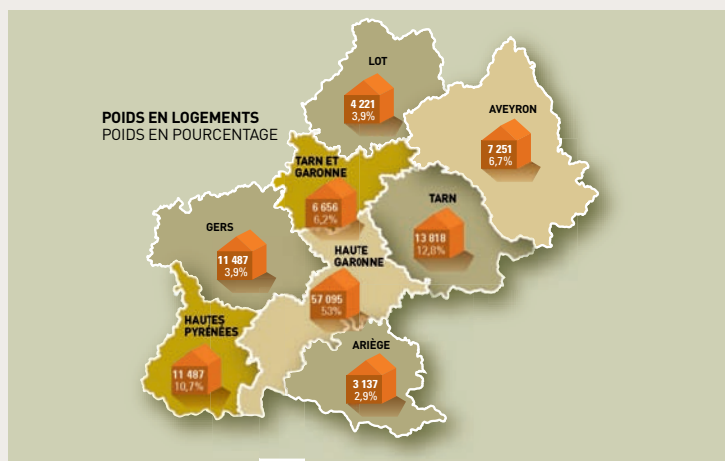 LOT
4 221
3,9%
AVEYRON
7 251
6,7%
POIDS EN LOGEMENTS
POIDS EN POURCENTAGE
TARN ET
GARONNE
6 656
6,2%
TARN
13 818
12,8%
GERS
11 487
3,9%
HAUTE
GARONNE
57 095
53%
HAUTES
PYRÉNÉES
11 487
10,7%
ARIÈGE
3 137
2,9%